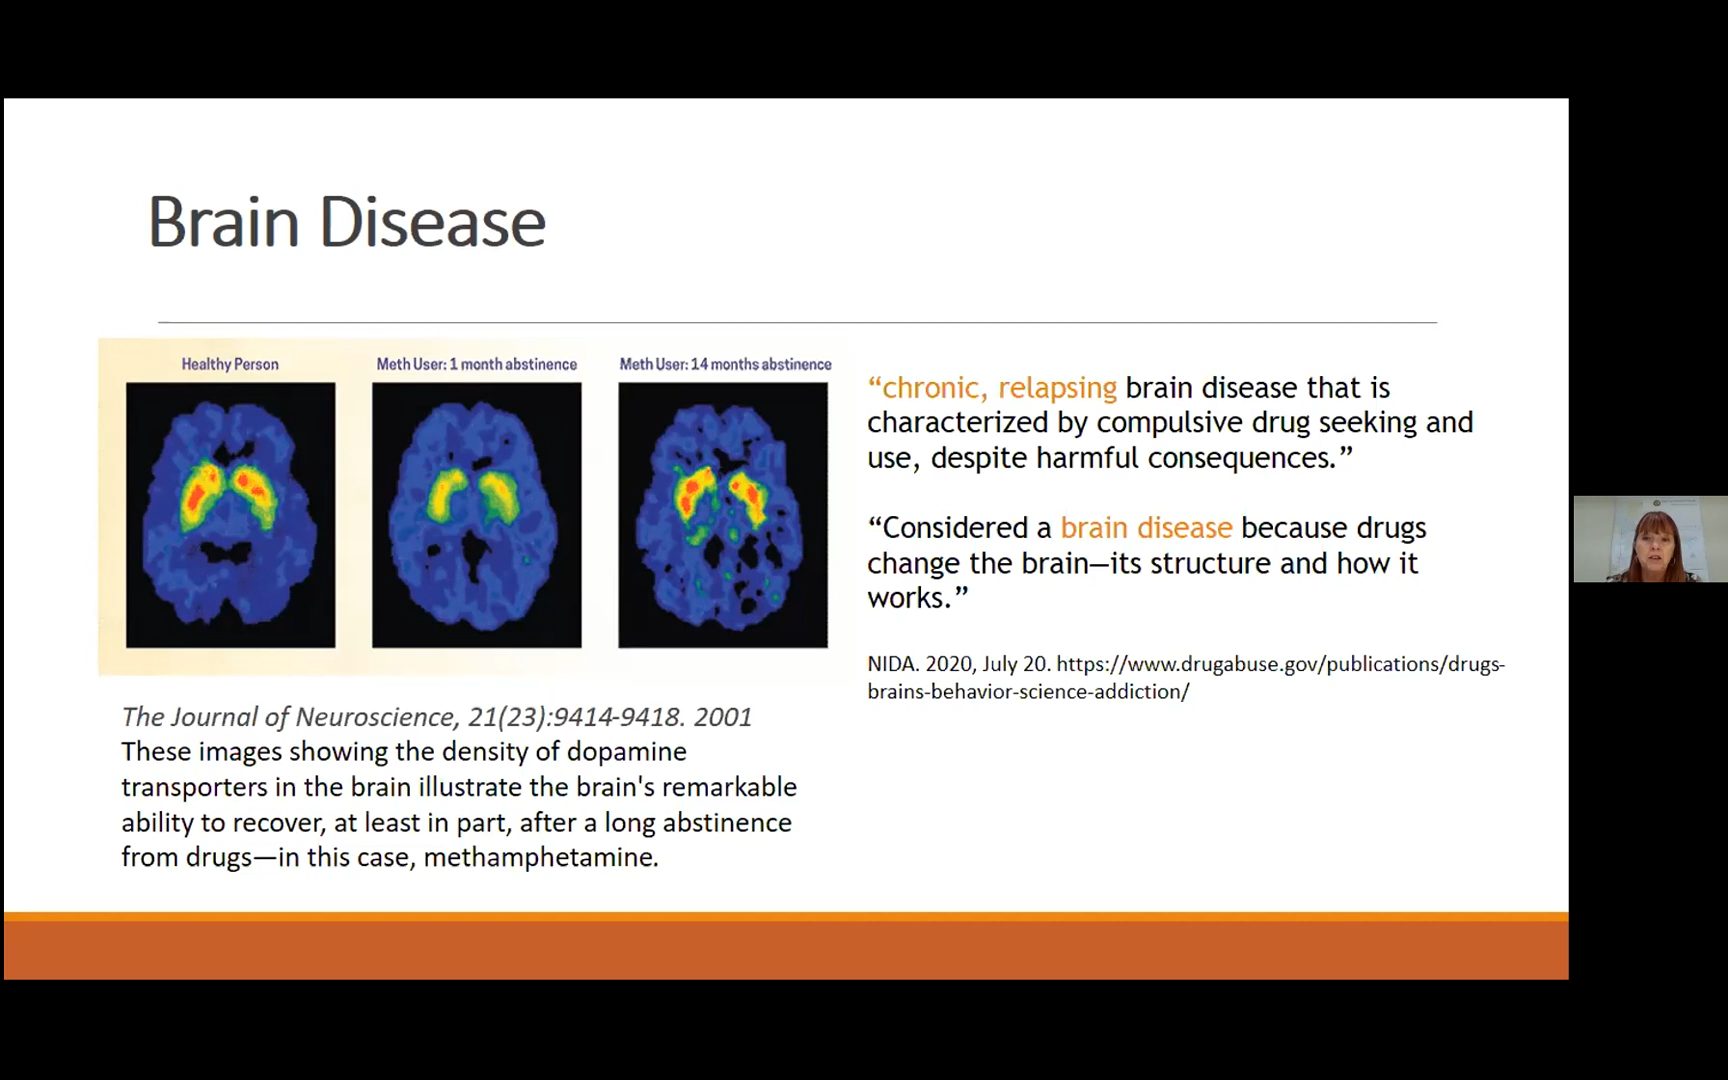 Brain Disease
Healthy Person
Meth User: 1 month abstinence
Meth User: 14 months abstinence
The Journal of Neuroscience, 21(23):9414-9418. 2001
These images showing the density of dopamine
transporters in the brain illustrate the brain's remarkable
ability to recover, at least in part, after a long abstinence
from drugs—in this case, methamphetamine.
“chronic, relapsing brain disease that is
characterized by compulsive drug seeking and
use, despite harmful consequences.”
“Considered a brain disease because drugs
change the brain—its structure and how it
works.”
NIDA. 2020, July 20. https://www.drugabuse.gov/publications/drugs-
brains-behavior-science-addiction/